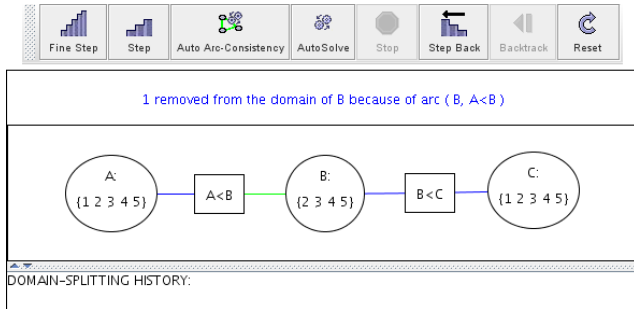 Fine Step Step Auto Arc-Consistency AutoSolve Stop Step Back Backtrack Reset
1 removed from the domain of B because of arc ( B, A<B )
A: B: C:
{1 2 3 4 5} A<B {2 3 4 5} B<C {1 2 3 4 5}
DOMAIN-SPLITTING HISTORY: